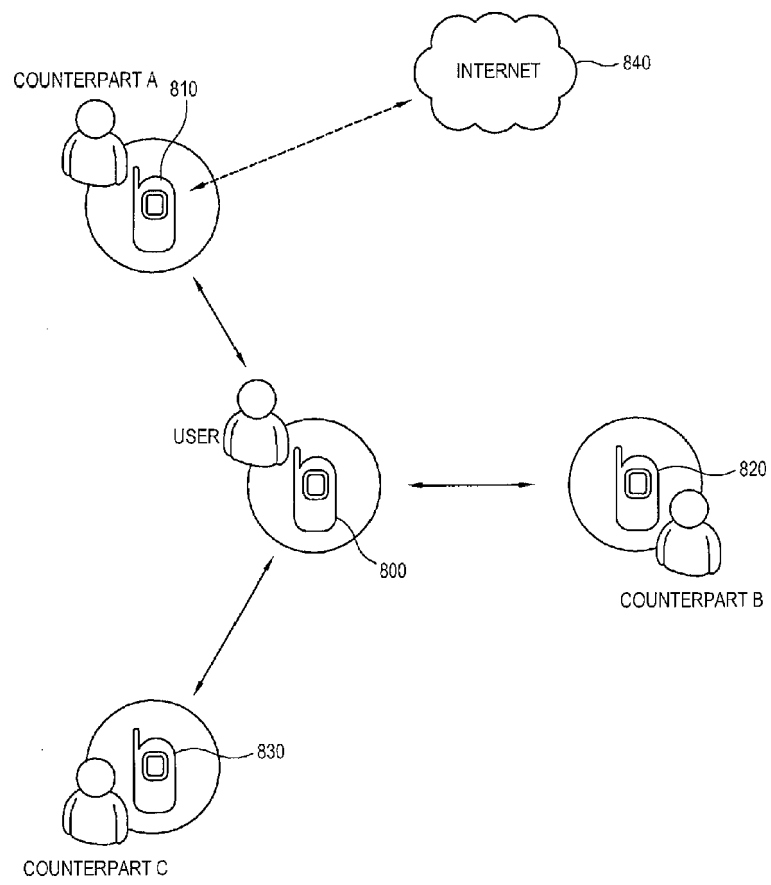 COUNTERPART A
810
INTERNET
840
USER
800
820
COUNTERPART B
830
COUNTERPART C